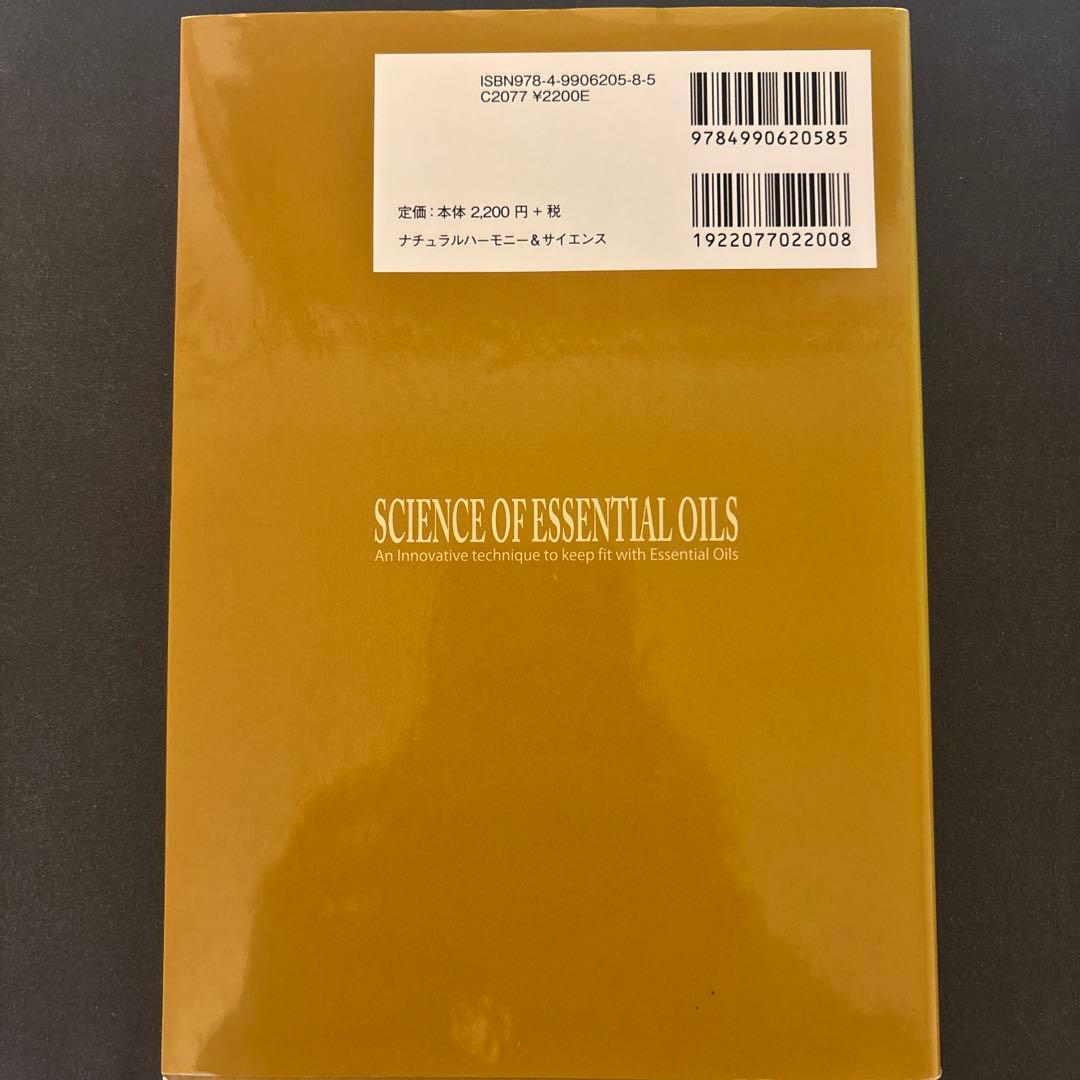 ISBN978-4-9906205-8-5
C2077 ¥2200E
9784990620585
定価：本体 2,200 円 + 税
ナチュラルハーモニー＆サイエンス
1922077022008
SCIENCE OF ESSENTIAL OILS
An Innovative technique to keep fit with Essential Oils